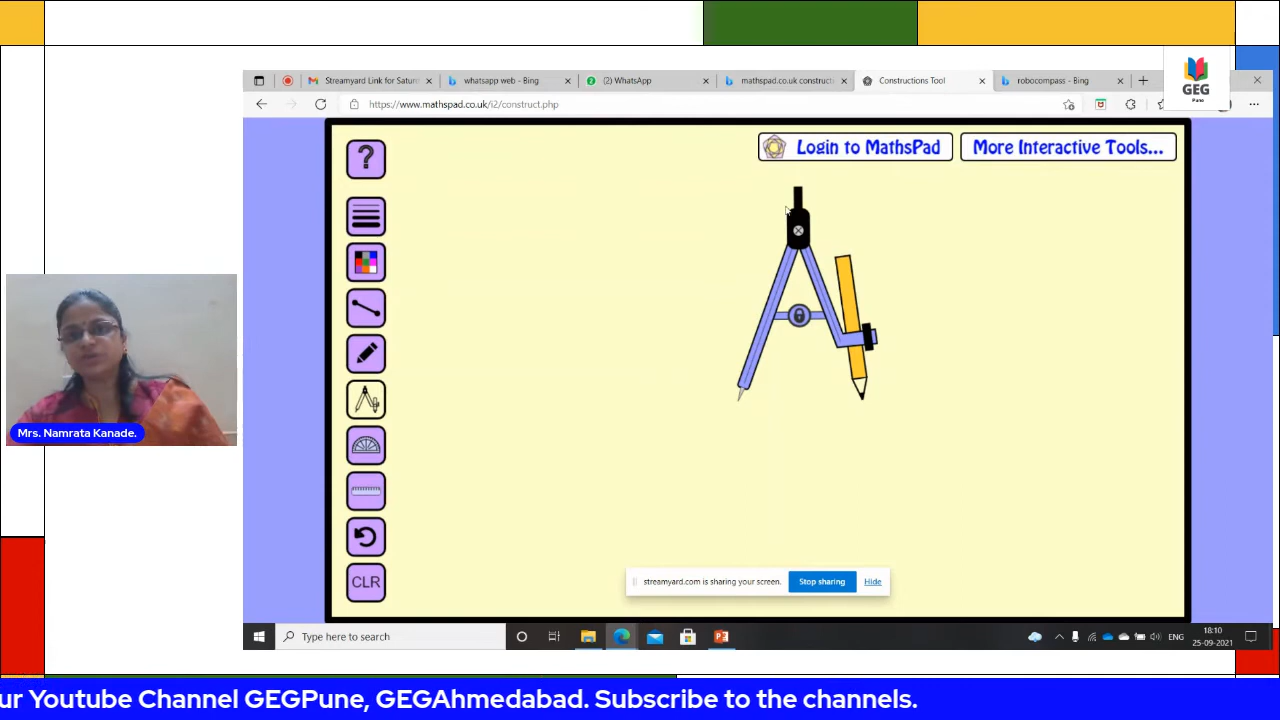 GEG
Pune
Streamyard Link for Satur
whatsapp web - Bing
(2) WhatsApp
mathspad.co.uk construct
Constructions Tool
robocompass - Bing
https://www.mathspad.co.uk/i2/construct.php
?
Login to MathsPad
More Interactive Tools...
CLR
Mrs. Namrata Kanade.
streamyard.com is sharing your screen.
Stop sharing
Hide
Type here to search
ENG
18:10
25-09-2021
ur Youtube Channel GEGPune, GEGAhmedabad. Subscribe to the channels.